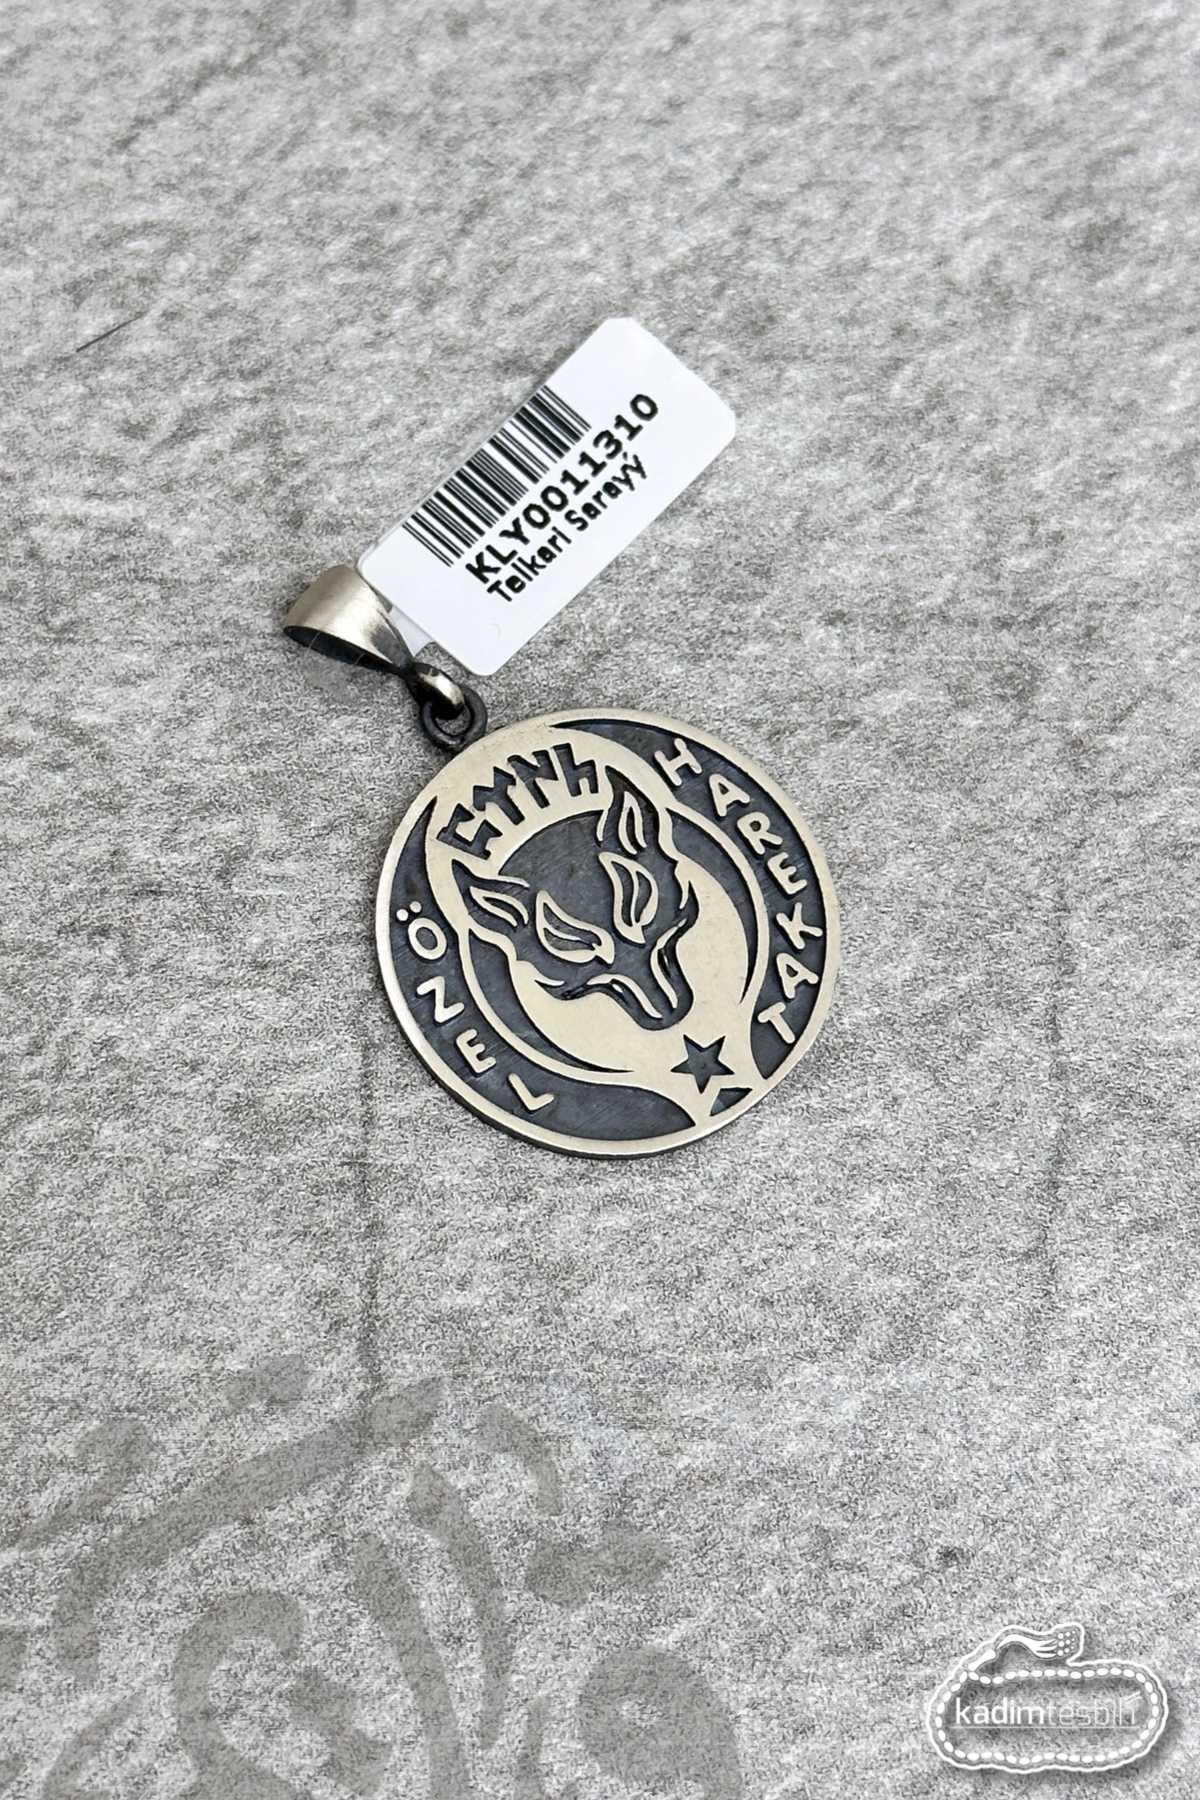 KLY0011310
Telkari Sarayý
ÖZEL HAREKAT
kadimtesbih